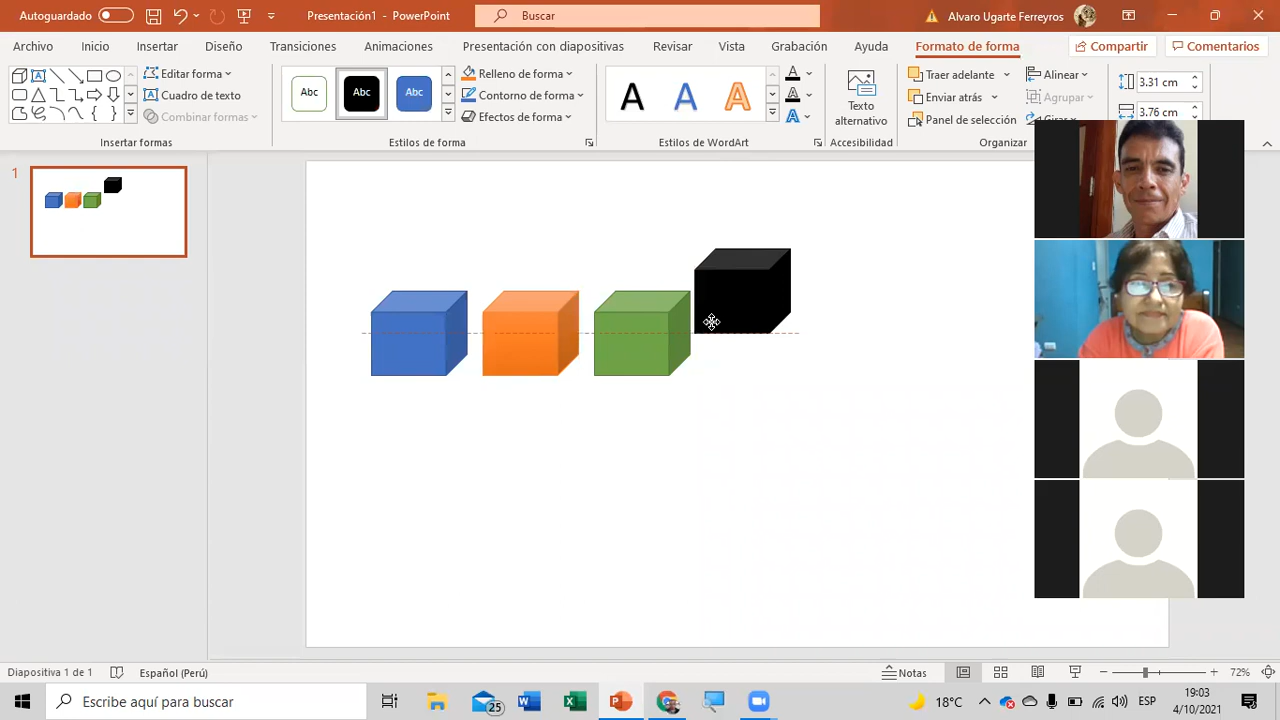 Autoguardado
Presentación1 - PowerPoint
Buscar
Alvaro Ugarte Ferreyros
Archivo Inicio Insertar Diseño Transiciones Animaciones Presentación con diapositivas Revisar Vista Grabación Ayuda Formato de forma Compartir Comentarios
Editar forma
Cuadro de texto
Combinar formas
Insertar formas
Abc Abc Abc
Relleno de forma
Contorno de forma
Efectos de forma
Estilos de forma
A A A
A
A
A
Estilos de WordArt
Texto
alternativo
Accesibilidad
Traer adelante
Enviar atrás
Panel de selección
Alinear
Agrupar
Girar
Organizar
3.31 cm
3.76 cm
1
Diapositiva 1 de 1 Español (Perú) Notas 72%
Escribe aquí para buscar
25
18°C
ESP
19:03
4/10/2021